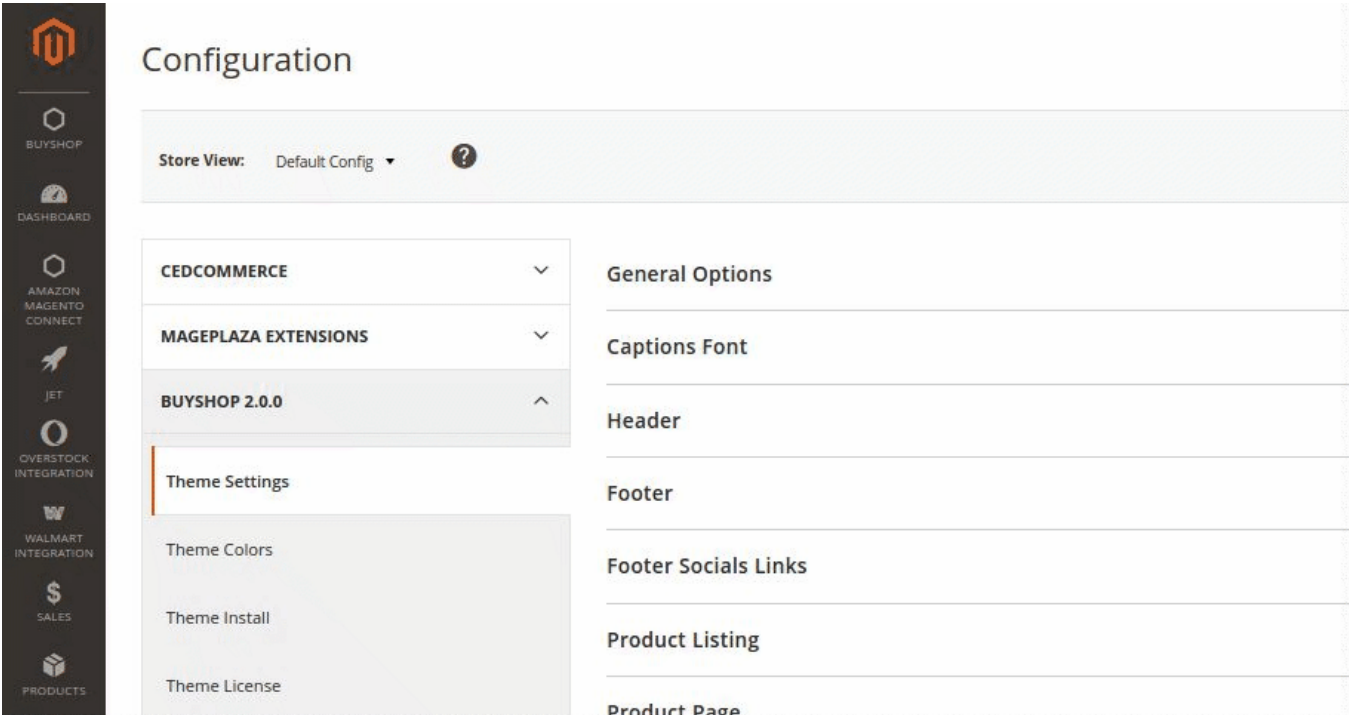 BUYSHOP
DASHBOARD
AMAZON
MAGENTO
CONNECT
JET
OVERSTOCK
INTEGRATION
WALMART
INTEGRATION
SALES
PRODUCTS
Configuration
Store View: Default Config
CEDCOMMERCE
MAGEPLAZA EXTENSIONS
BUYSHOP 2.0.0
Theme Settings
Theme Colors
Theme Install
Theme License
General Options
Captions Font
Header
Footer
Footer Socials Links
Product Listing
Product Page